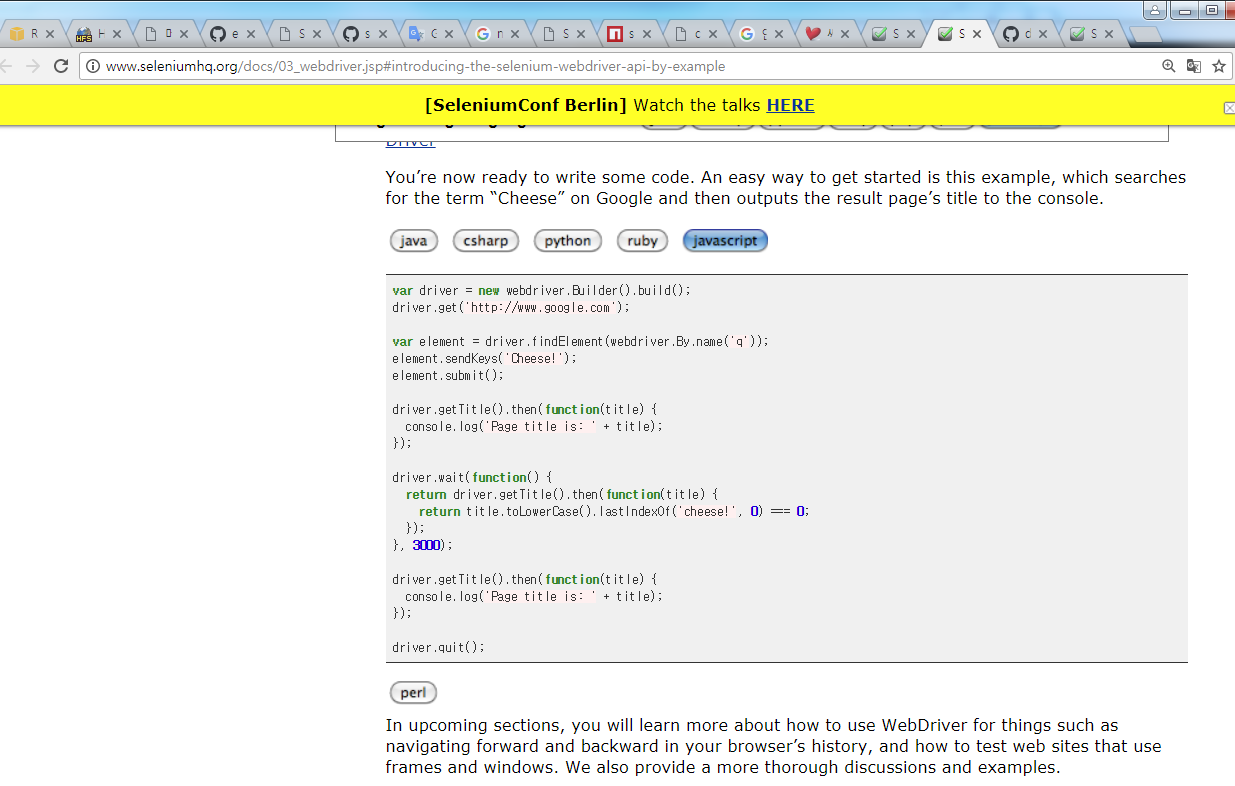 R
HFS H
D
e
S
s
C
n
S
s
c
S
S
d
S
www.seleniumhq.org/docs/03_webdriver.jsp#introducing-the-selenium-webdriver-api-by-example
[SeleniumConf Berlin] Watch the talks HERE
Driver
You’re now ready to write some code. An easy way to get started is this example, which searches
for the term “Cheese” on Google and then outputs the result page’s title to the console.
java csharp python ruby javascript
var driver = new webdriver.Builder().build();
driver.get('http://www.google.com');
var element = driver.findElement(webdriver.By.name('q'));
element.sendKeys('Cheese!');
element.submit();
driver.getTitle().then(function(title) {
  console.log('Page title is: ' + title);
});
driver.wait(function() {
  return driver.getTitle().then(function(title) {
    return title.toLowerCase().lastIndexOf('cheese!', 0) === 0;
  });
}, 3000);
driver.getTitle().then(function(title) {
  console.log('Page title is: ' + title);
});
driver.quit();
perl
In upcoming sections, you will learn more about how to use WebDriver for things such as
navigating forward and backward in your browser’s history, and how to test web sites that use
frames and windows. We also provide a more thorough discussions and examples.